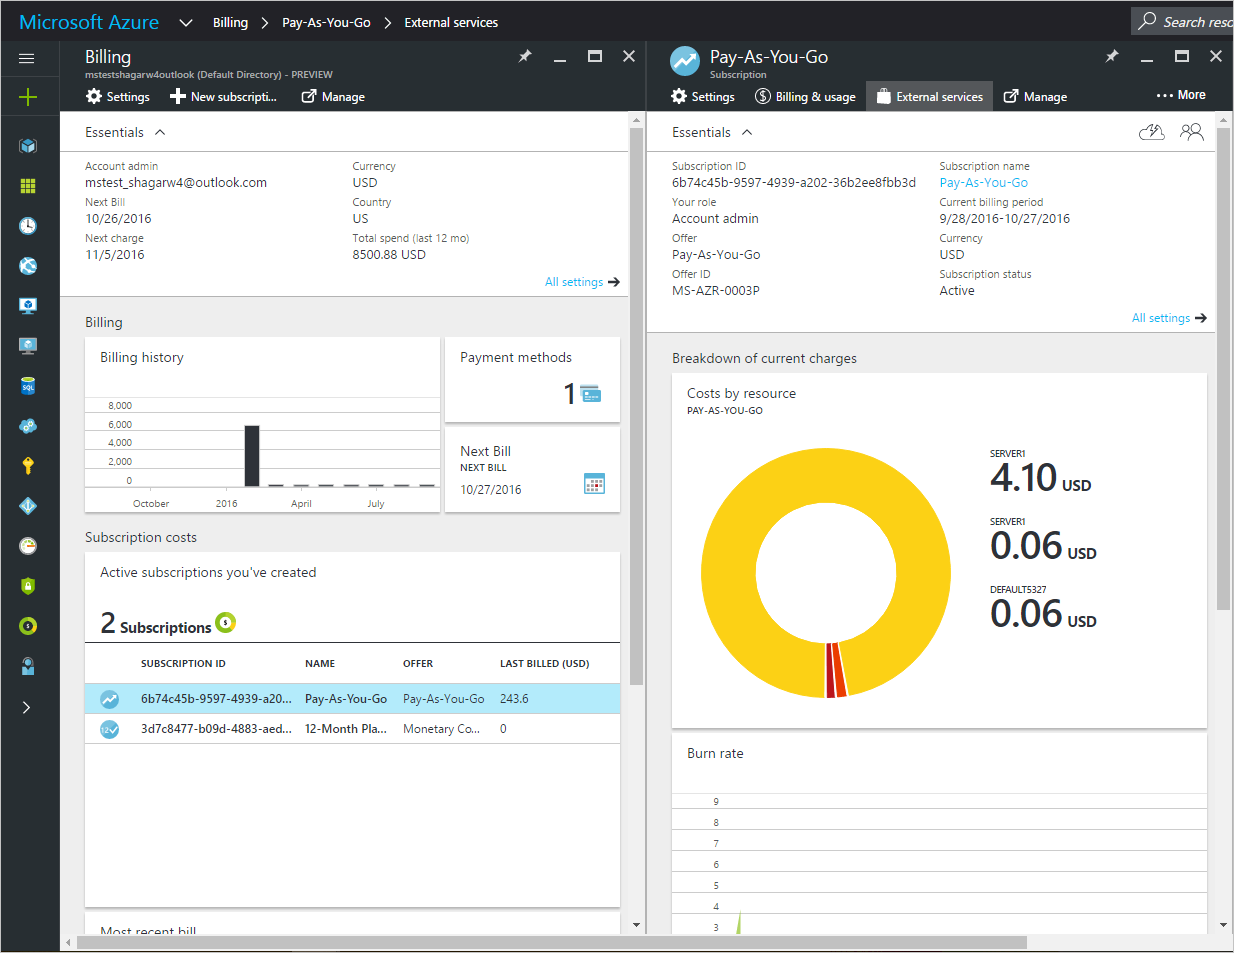 Microsoft Azure Billing Pay-As-You-Go External services
Search resc
Billing
mstestshagarw4outlook (Default Directory) - PREVIEW
Settings New subscripti... Manage
Essentials
Account admin
mstest_shagarw4@outlook.com
Next Bill
10/26/2016
Next charge
11/5/2016
Currency
USD
Country
US
Total spend (last 12 mo)
8500.88 USD
All settings
Billing
Billing history
8,000
6,000
4,000
2,000
0
October 2016 April July
Payment methods
1
Next Bill
NEXT BILL
10/27/2016
Subscription costs
Active subscriptions you've created
2 Subscriptions
SUBSCRIPTION ID NAME OFFER LAST BILLED (USD)
6b74c45b-9597-4939-a20... Pay-As-You-Go Pay-As-You-Go 243.6
12 3d7c8477-b09d-4883-aed... 12-Month Pla... Monetary Co... 0
Most recent bill
Pay-As-You-Go
Subscription
Settings Billing & usage External services Manage ... More
Essentials
Subscription ID
6b74c45b-9597-4939-a202-36b2ee8fbb3d
Your role
Account admin
Offer
Pay-As-You-Go
Offer ID
MS-AZR-0003P
Subscription name
Pay-As-You-Go
Current billing period
9/28/2016-10/27/2016
Currency
USD
Subscription status
Active
All settings
Breakdown of current charges
Costs by resource
PAY-AS-YOU-GO
SERVER1
4.10 USD
SERVER1
0.06 USD
DEFAULT5327
0.06 USD
Burn rate
9
8
7
6
5
4
3
SQL